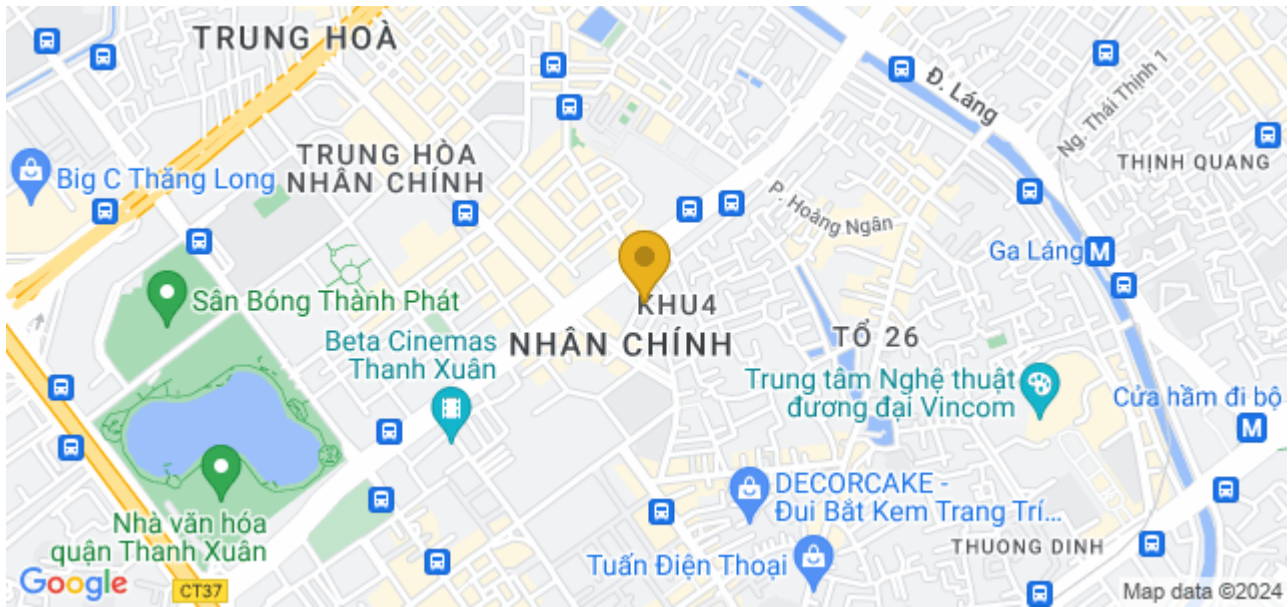 TRUNG HOÀ
Đ. Láng
Ng. Thái Thịnh 1
TRUNG HÒA
NHÂN CHÍNH
THỊNH QUANG
Big C Thăng Long
P. Hoàng Ngân
Ga Láng
M
Sân Bóng Thành Phát
KHU4
NHÂN CHÍNH
TỔ 26
Beta Cinemas
Thanh Xuân
Trung tâm Nghệ thuật
đương đại Vincom
Cửa hầm đi bộ
M
DECORCAKE -
Đui Bắt Kem Trang Trí...
Nhà văn hóa
quận Thanh Xuân
THUONG DINH
Tuấn Điện Thoại
Google
CT37
Map data ©2024